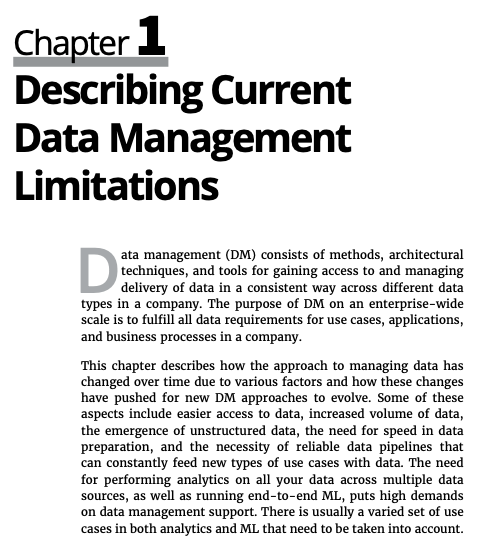 Chapter 1
Describing Current
Data Management
Limitations
Data management (DM) consists of methods, architectural
techniques, and tools for gaining access to and managing
delivery of data in a consistent way across different data
types in a company. The purpose of DM on an enterprise-wide
scale is to fulfill all data requirements for use cases, applications,
and business processes in a company.
This chapter describes how the approach to managing data has
changed over time due to various factors and how these changes
have pushed for new DM approaches to evolve. Some of these
aspects include easier access to data, increased volume of data,
the emergence of unstructured data, the need for speed in data
preparation, and the necessity of reliable data pipelines that
can constantly feed new types of use cases with data. The need
for performing analytics on all your data across multiple data
sources, as well as running end-to-end ML, puts high demands
on data management support. There is usually a varied set of use
cases in both analytics and ML that need to be taken into account.